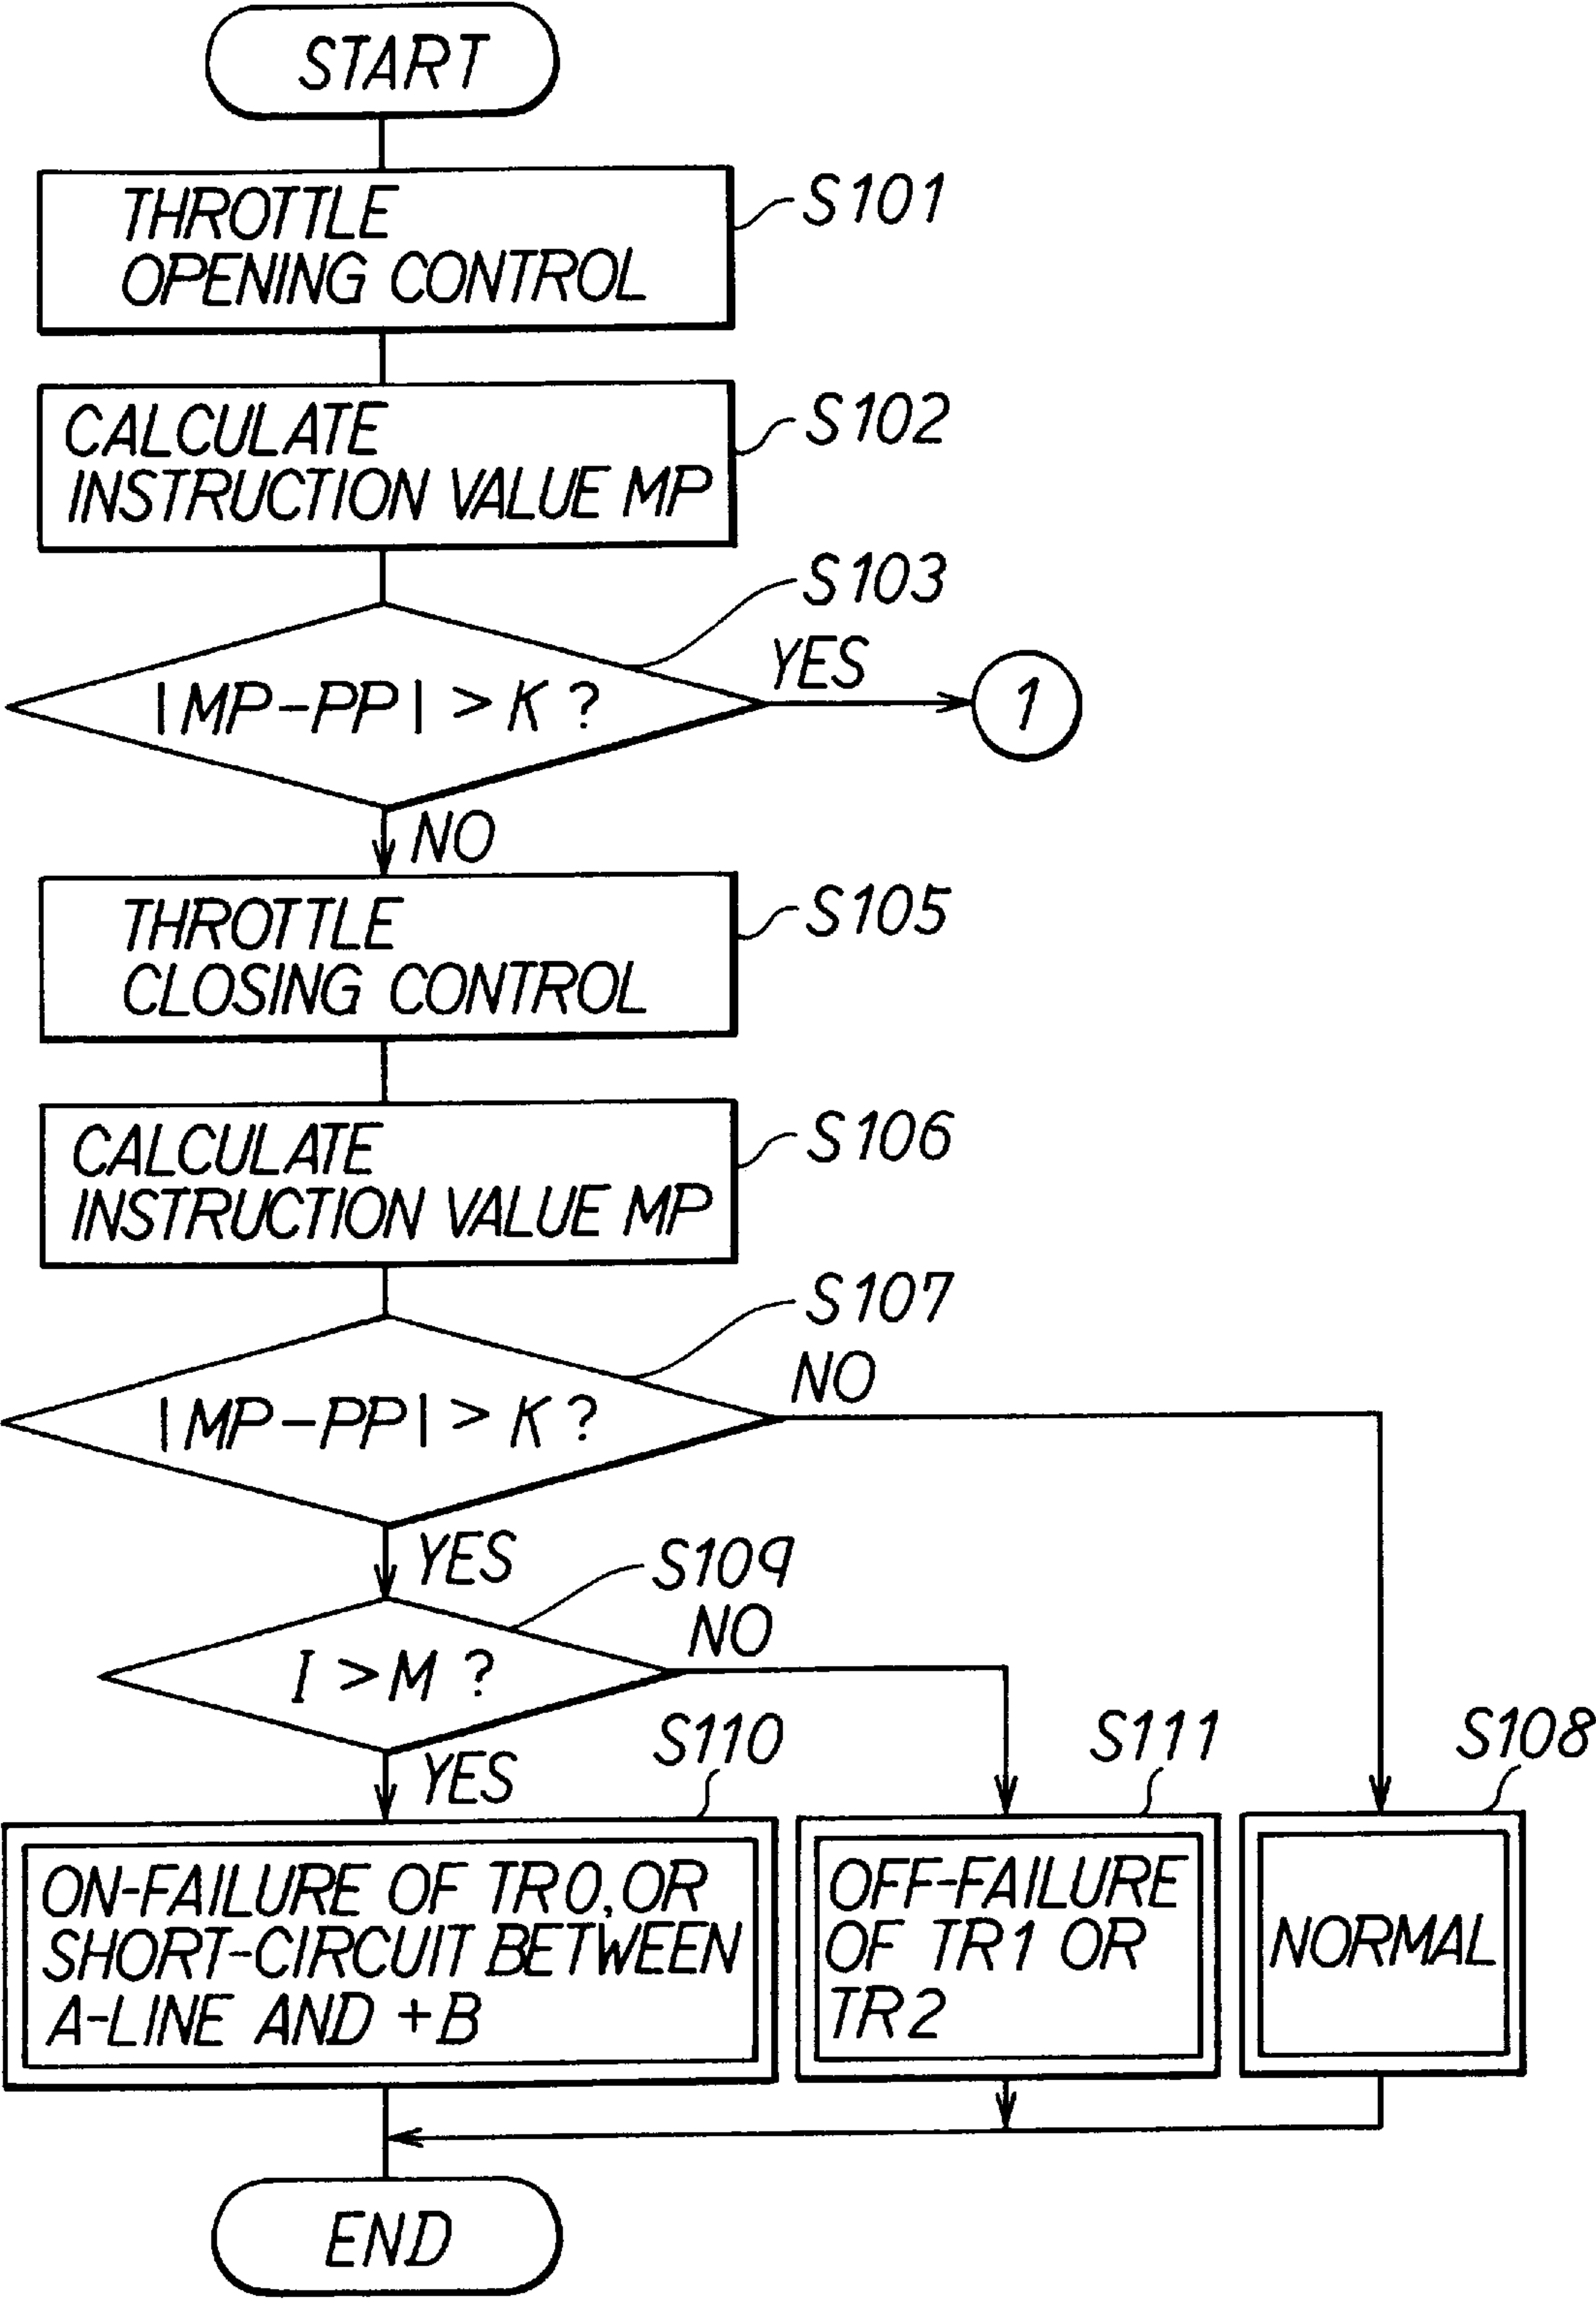 START
THROTTLE
OPENING CONTROL
S101
CALCULATE
INSTRUCTION VALUE MP
S102
S103
|MP-PP|>K?
YES
1
NO
THROTTLE
CLOSING CONTROL
S105
CALCULATE
INSTRUCTION VALUE MP
S106
S107
|MP-PP|>K?
NO
YES
S109
I>M?
NO
YES
S110
ON-FAILURE OF TR0, OR
SHORT-CIRCUIT BETWEEN
A-LINE AND +B
S111
OFF-FAILURE
OF TR1 OR
TR2
S108
NORMAL
END